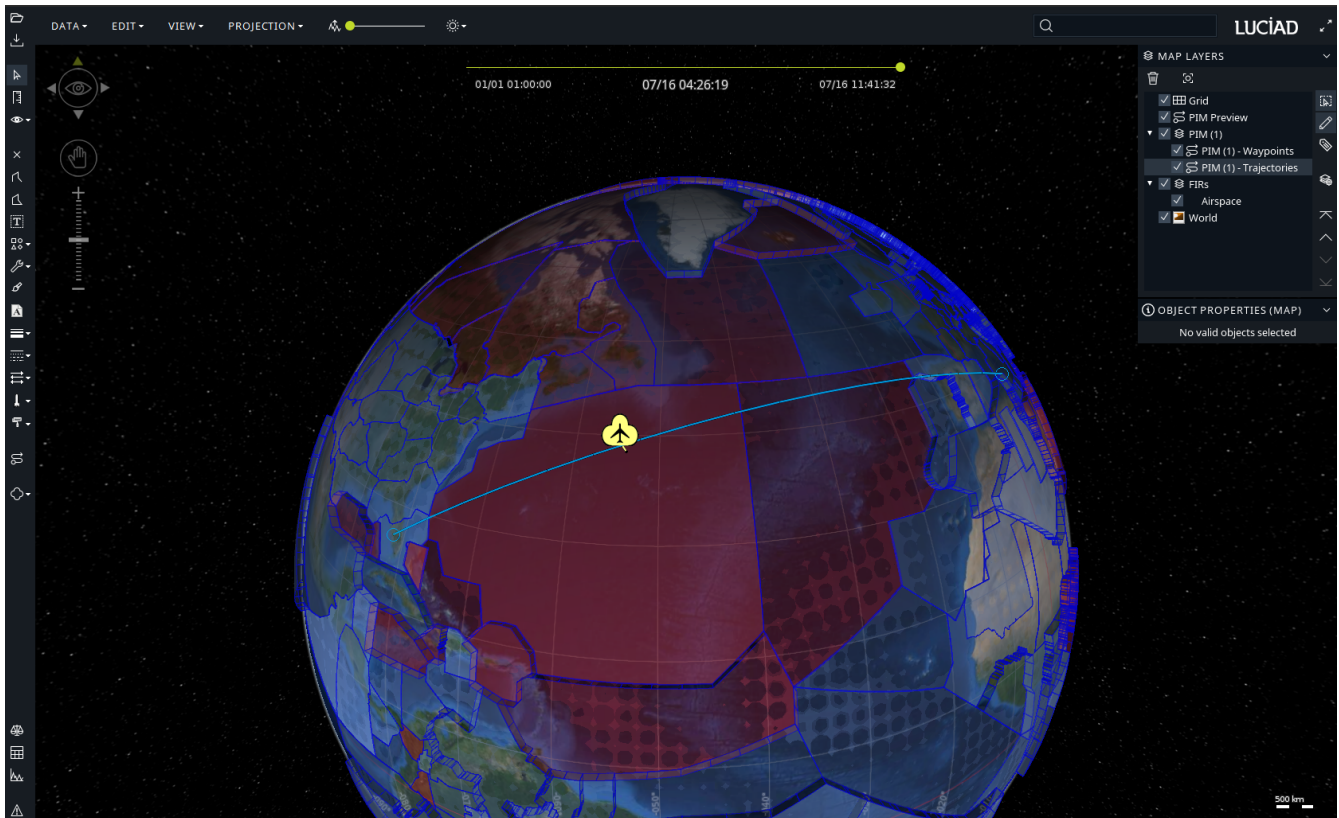 DATA EDIT VIEW PROJECTION LUCIAD
01/01 01:00:00 07/16 04:26:19 07/16 11:41:32
MAP LAYERS
Grid
PIM Preview
PIM (1)
PIM (1) - Waypoints
PIM (1) - Trajectories
FIRs
Airspace
World
OBJECT PROPERTIES (MAP)
No valid objects selected
T
A
500 km